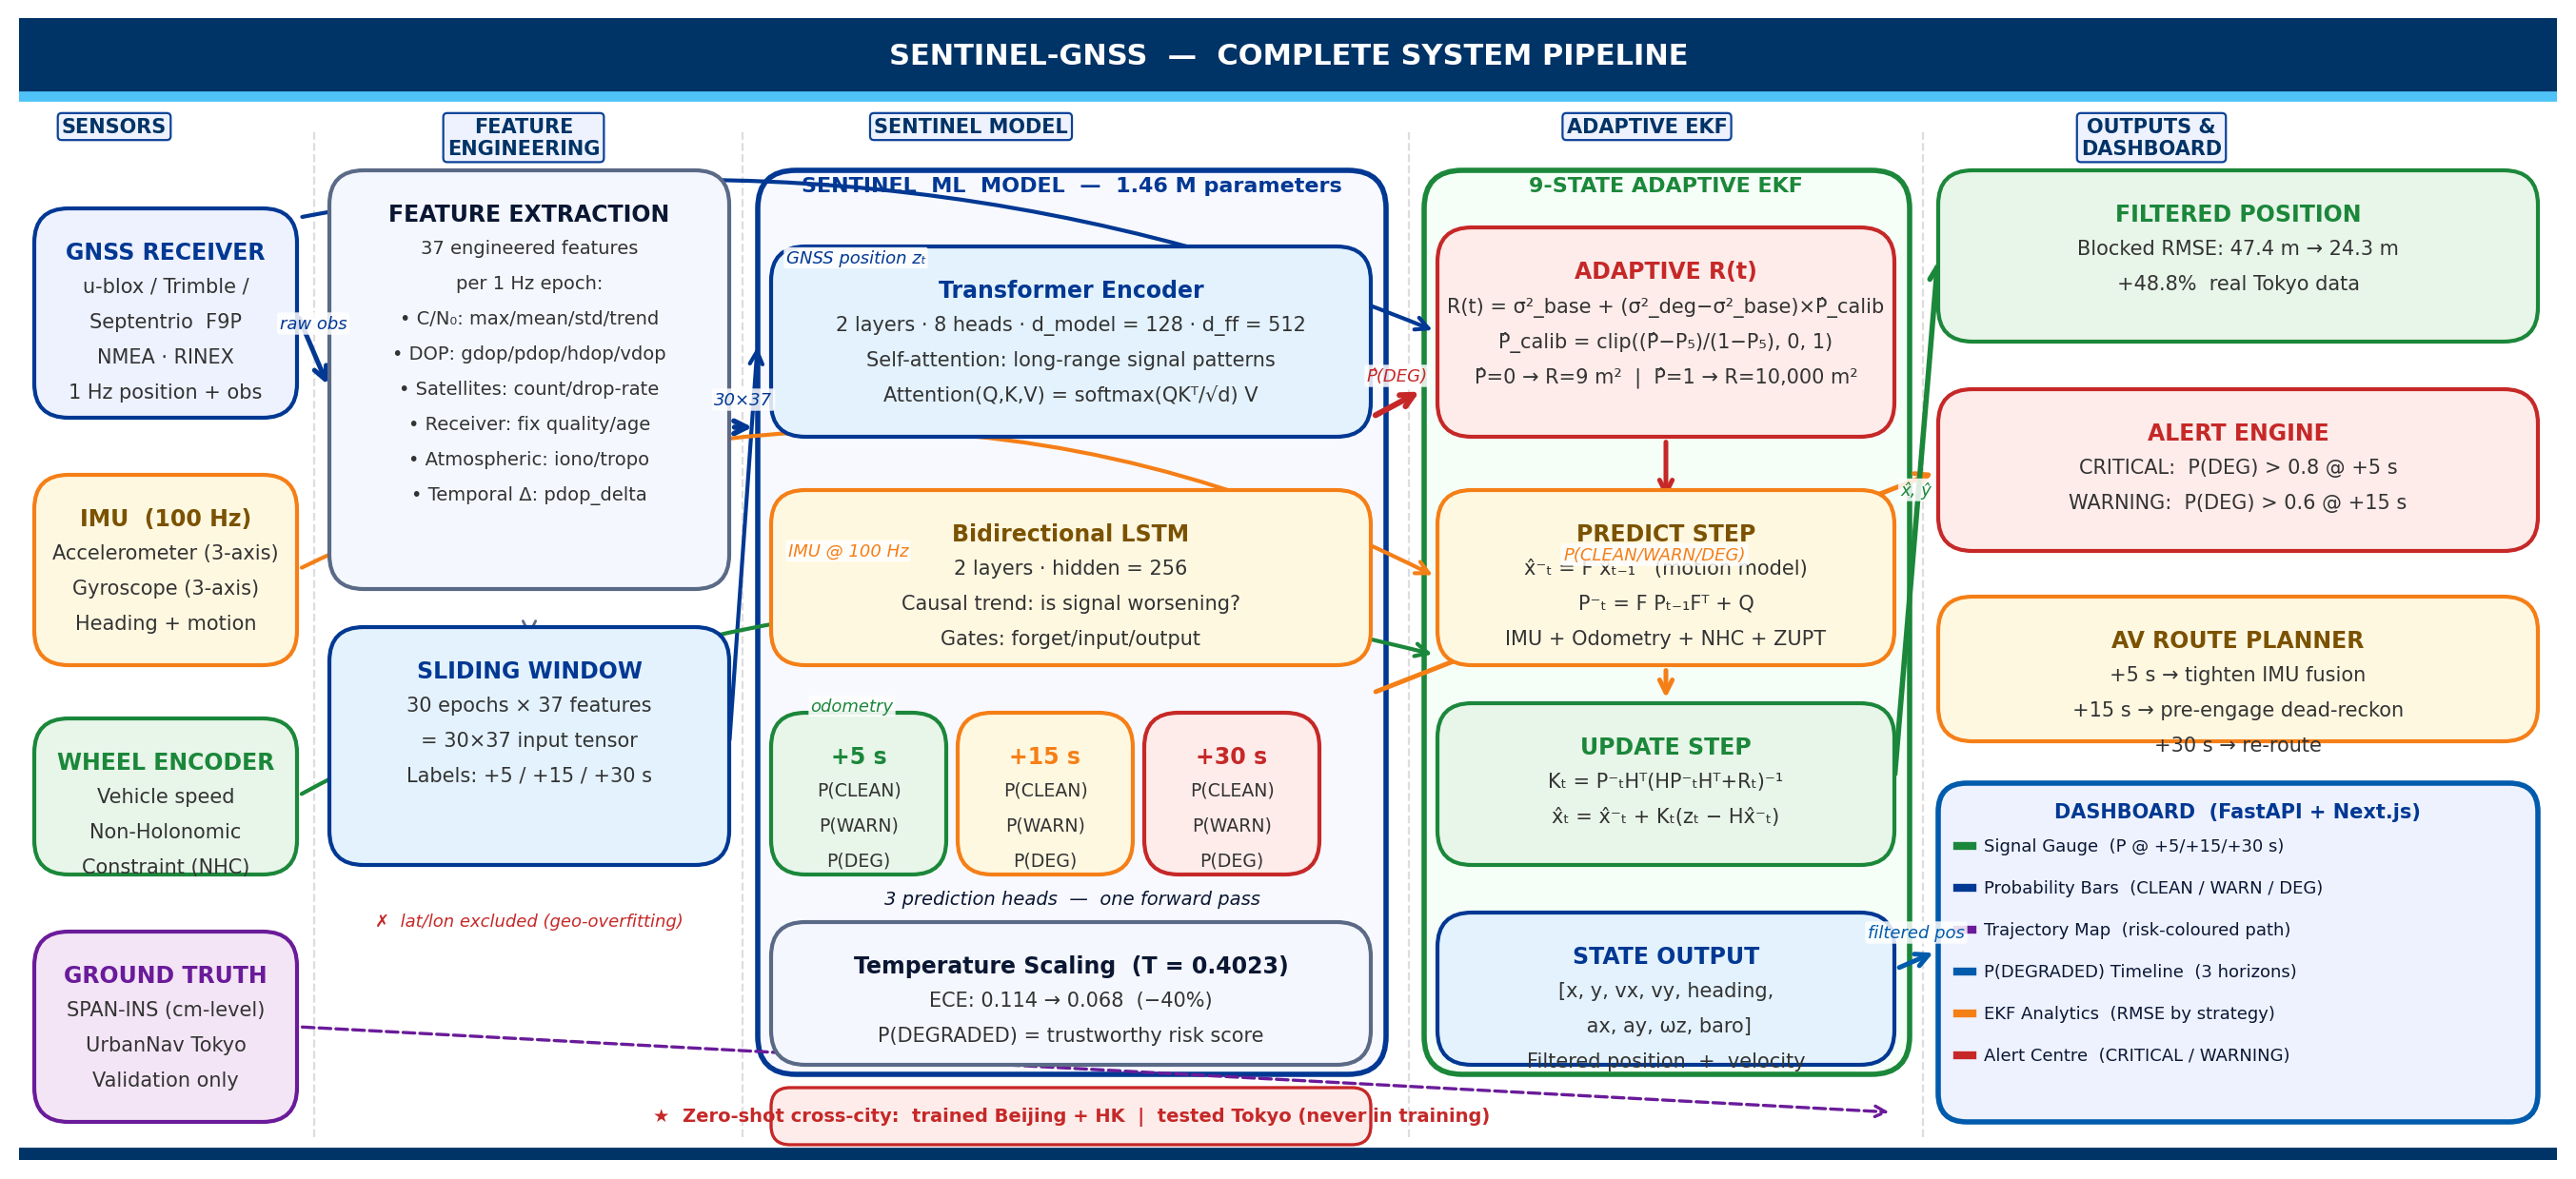 SENTINEL-GNSS — COMPLETE SYSTEM PIPELINE
SENSORS
GNSS RECEIVER
u-blox / Trimble /
Septentrio F9P
NMEA · RINEX
1 Hz position + obs
raw obs
IMU (100 Hz)
Accelerometer (3-axis)
Gyroscope (3-axis)
Heading + motion
WHEEL ENCODER
Vehicle speed
Non-Holonomic
Constraint (NHC)
GROUND TRUTH
SPAN-INS (cm-level)
UrbanNav Tokyo
Validation only
FEATURE
ENGINEERING
FEATURE EXTRACTION
37 engineered features
per 1 Hz epoch:
• C/N₀: max/mean/std/trend
• DOP: gdop/pdop/hdop/vdop
• Satellites: count/drop-rate
• Receiver: fix quality/age
• Atmospheric: iono/tropo
• Temporal Δ: pdop_delta
SLIDING WINDOW
30 epochs × 37 features
= 30×37 input tensor
Labels: +5 / +15 / +30 s
✗ lat/lon excluded (geo-overfitting)
30×37
SENTINEL MODEL
SENTINEL ML MODEL — 1.46 M parameters
GNSS position zₜ
Transformer Encoder
2 layers · 8 heads · d_model = 128 · d_ff = 512
Self-attention: long-range signal patterns
Attention(Q,K,V) = softmax(QKᵀ/√d) V
Bidirectional LSTM
IMU @ 100 Hz
2 layers · hidden = 256
Causal trend: is signal worsening?
Gates: forget/input/output
odometry
+5 s
P(CLEAN)
P(WARN)
P(DEG)
+15 s
P(CLEAN)
P(WARN)
P(DEG)
+30 s
P(CLEAN)
P(WARN)
P(DEG)
3 prediction heads — one forward pass
Temperature Scaling (T = 0.4023)
ECE: 0.114 → 0.068 (−40%)
P(DEGRADED) = trustworthy risk score
★ Zero-shot cross-city: trained Beijing + HK | tested Tokyo (never in training)
P̂(DEG)
ADAPTIVE EKF
9-STATE ADAPTIVE EKF
ADAPTIVE R(t)
R(t) = σ²_base + (σ²_deg−σ²_base)×P̂_calib
P̂_calib = clip((P̂−P₅)/(1−P₅), 0, 1)
P̂=0 → R=9 m² | P̂=1 → R=10,000 m²
PREDICT STEP
P(CLEAN/WARN/DEG)
x̂⁻ₜ = F xₜ₋₁ (motion model)
P⁻ₜ = F Pₜ₋₁Fᵀ + Q
IMU + Odometry + NHC + ZUPT
UPDATE STEP
Kₜ = P⁻ₜHᵀ(HP⁻ₜHᵀ+Rₜ)⁻¹
x̂ₜ = x̂⁻ₜ + Kₜ(zₜ − Hx̂⁻ₜ)
STATE OUTPUT
[x, y, vx, vy, heading,
ax, ay, ωz, baro]
Filtered position + velocity
x̂, ŷ
filtered pos
OUTPUTS &
DASHBOARD
FILTERED POSITION
Blocked RMSE: 47.4 m → 24.3 m
+48.8% real Tokyo data
ALERT ENGINE
CRITICAL: P(DEG) > 0.8 @ +5 s
WARNING: P(DEG) > 0.6 @ +15 s
AV ROUTE PLANNER
+5 s → tighten IMU fusion
+15 s → pre-engage dead-reckon
+30 s → re-route
DASHBOARD (FastAPI + Next.js)
Signal Gauge (P @ +5/+15/+30 s)
Probability Bars (CLEAN / WARN / DEG)
Trajectory Map (risk-coloured path)
P(DEGRADED) Timeline (3 horizons)
EKF Analytics (RMSE by strategy)
Alert Centre (CRITICAL / WARNING)